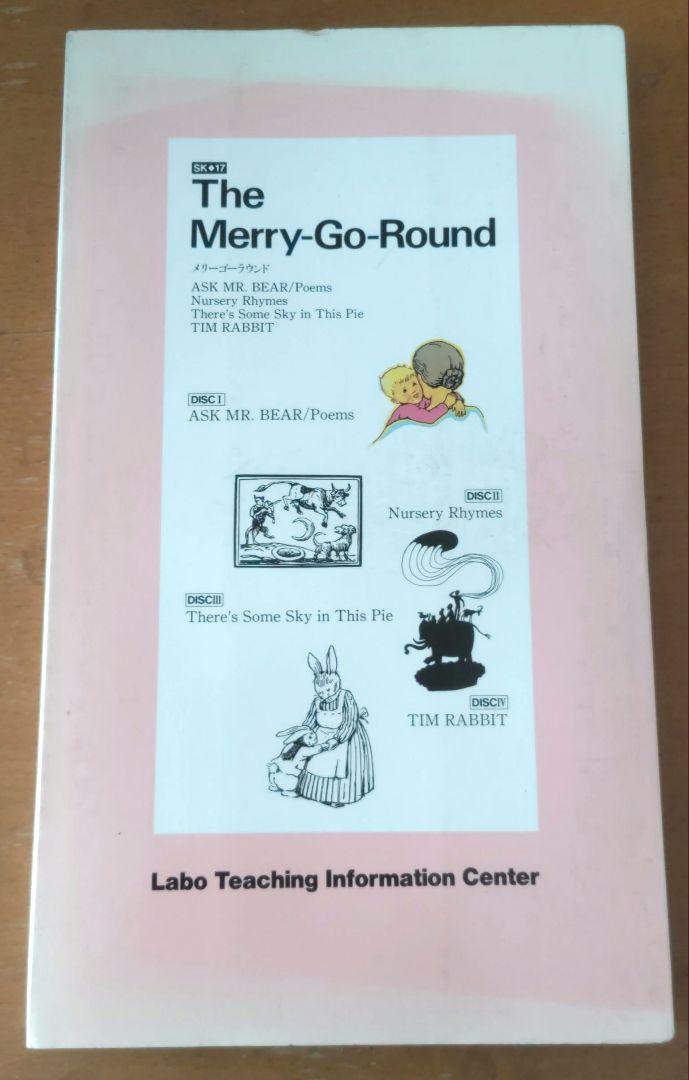 SK◆17
The
Merry-Go-Round
メリーゴーラウンド
ASK MR. BEAR/Poems
Nursery Rhymes
There's Some Sky in This Pie
TIM RABBIT
DISC I
ASK MR. BEAR/Poems
DISC II
Nursery Rhymes
DISC III
There's Some Sky in This Pie
DISC IV
TIM RABBIT
Labo Teaching Information Center